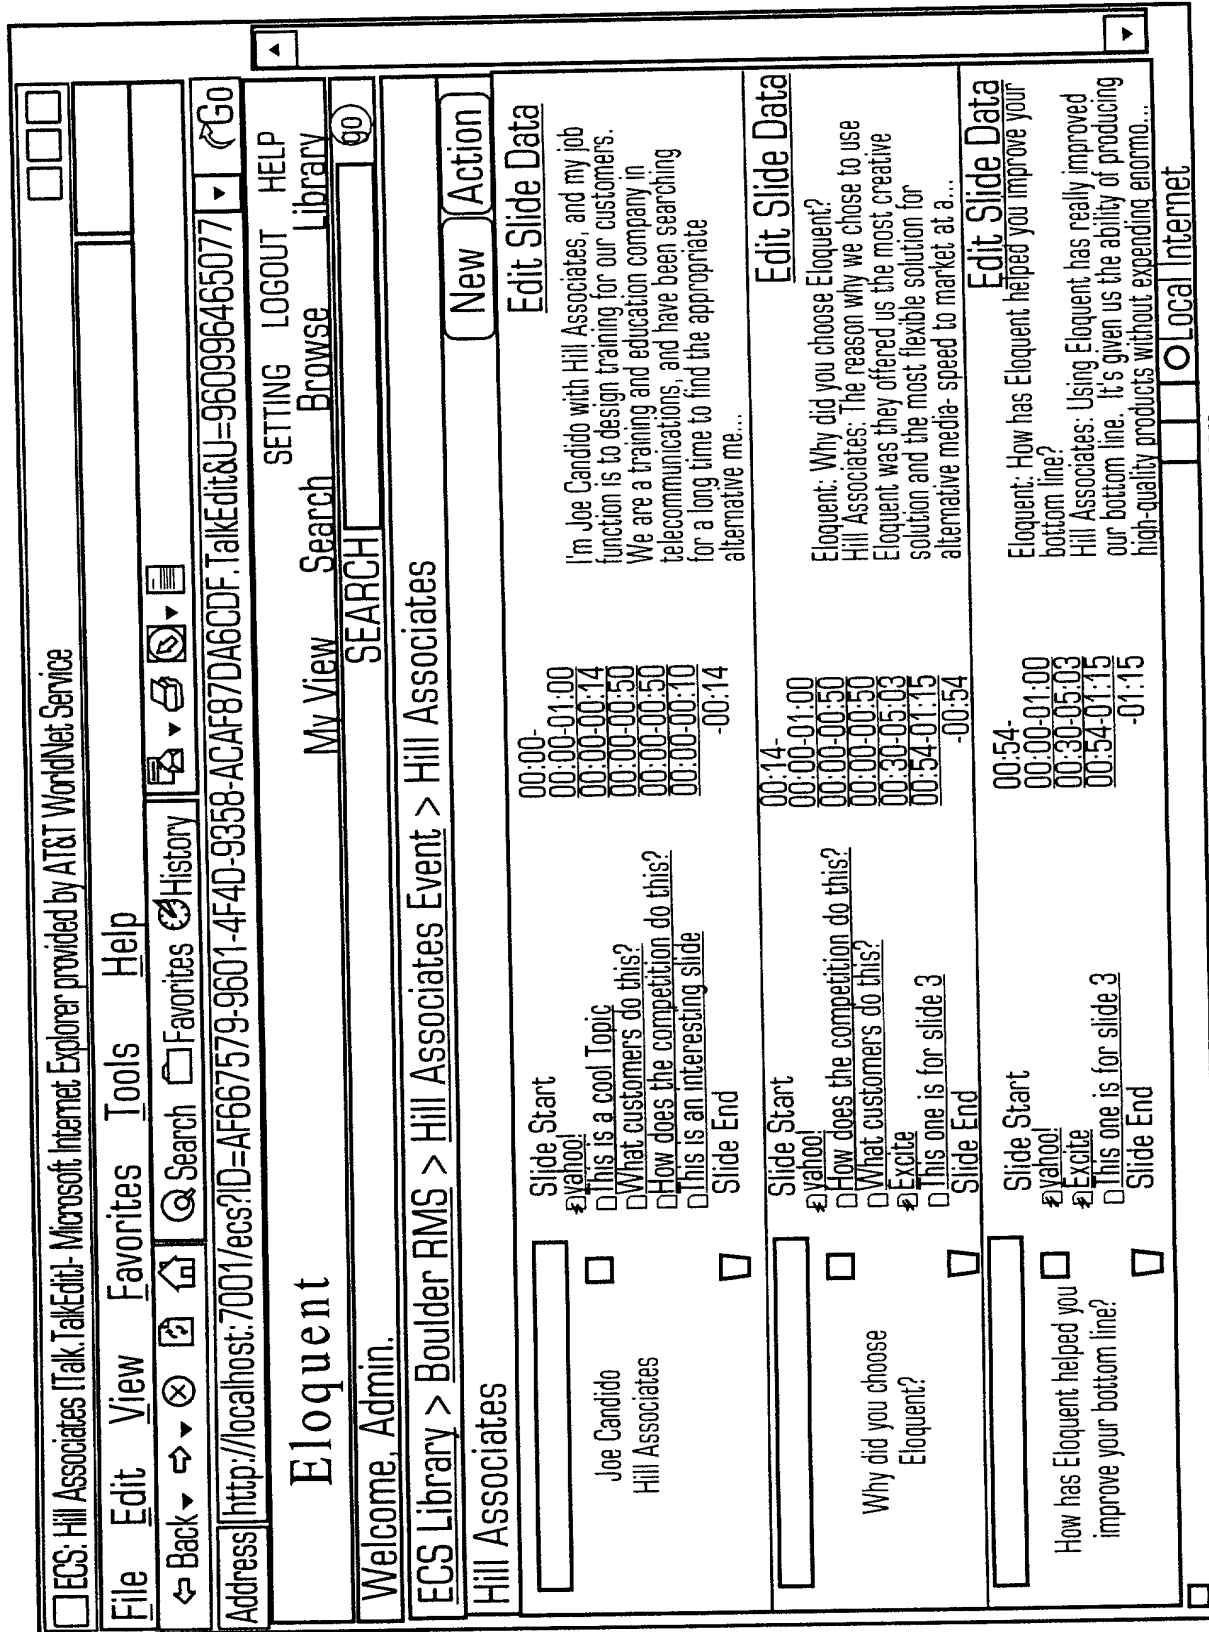 ECS: Hill Associates [Talk.TalkEdit]- Microsoft Internet Explorer provided by AT&T WorldNet Service
File Edit View Favorites Tools Help
Back Search Favorites History
Address http://localhost:7001/ecs?ID=AF667579-9601-4F4D-9358-ACAF87DA6CDF.TalkEdit&U=960996465077 Go
Eloquent
SETTING LOGOUT HELP
My View Search Browse Library
Welcome, Admin.
SEARCH go
ECS Library > Boulder RMS > Hill Associates Event > Hill Associates
Hill Associates New Action
Joe Candido
Hill Associates
Slide Start 00:00-
yahoo! 00:00-01:00
This is a cool Topic 00:00-00:14
What customers do this? 00:00-00:50
How does the competition do this? 00:00-00:50
This is an interesting slide 00:00-00:10
Slide End -00:14
Edit Slide Data
I'm Joe Candido with Hill Associates, and my job
function is to design training for our customers.
We are a training and education company in
telecommunications, and have been searching
for a long time to find the appropriate
alternative me...
Why did you choose
Eloquent?
Slide Start 00:14-
yahoo! 00:00-01:00
How does the competition do this? 00:00-00:50
What customers do this? 00:00-00:50
Excite 00:30-05:03
This one is for slide 3 00:54-01:15
Slide End -00:54
Edit Slide Data
Eloquent: Why did you choose Eloquent?
Hill Associates: The reason why we chose to use
Eloquent was they offered us the most creative
solution and the most flexible solution for
alternative media- speed to market at a...
How has Eloquent helped you
improve your bottom line?
Slide Start 00:54-
yahoo! 00:00-01:00
Excite 00:30-05:03
This one is for slide 3 00:54-01:15
Slide End -01:15
Edit Slide Data
Eloquent: How has Eloquent helped you improve your
bottom line?
Hill Associates: Using Eloquent has really improved
our bottom line. It's given us the ability of producing
high-quality products without expending enormo...
Local Internet